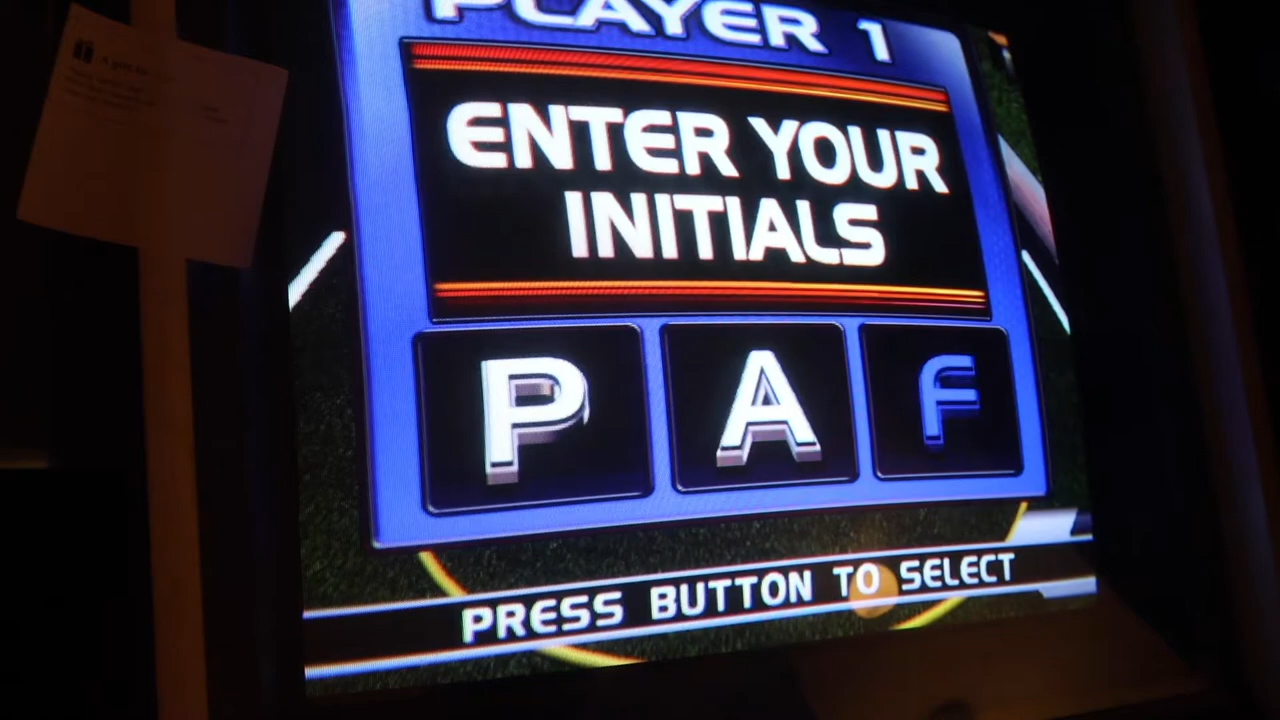 PLAYER 1
ENTER YOUR
INITIALS
P A F
PRESS BUTTON TO SELECT